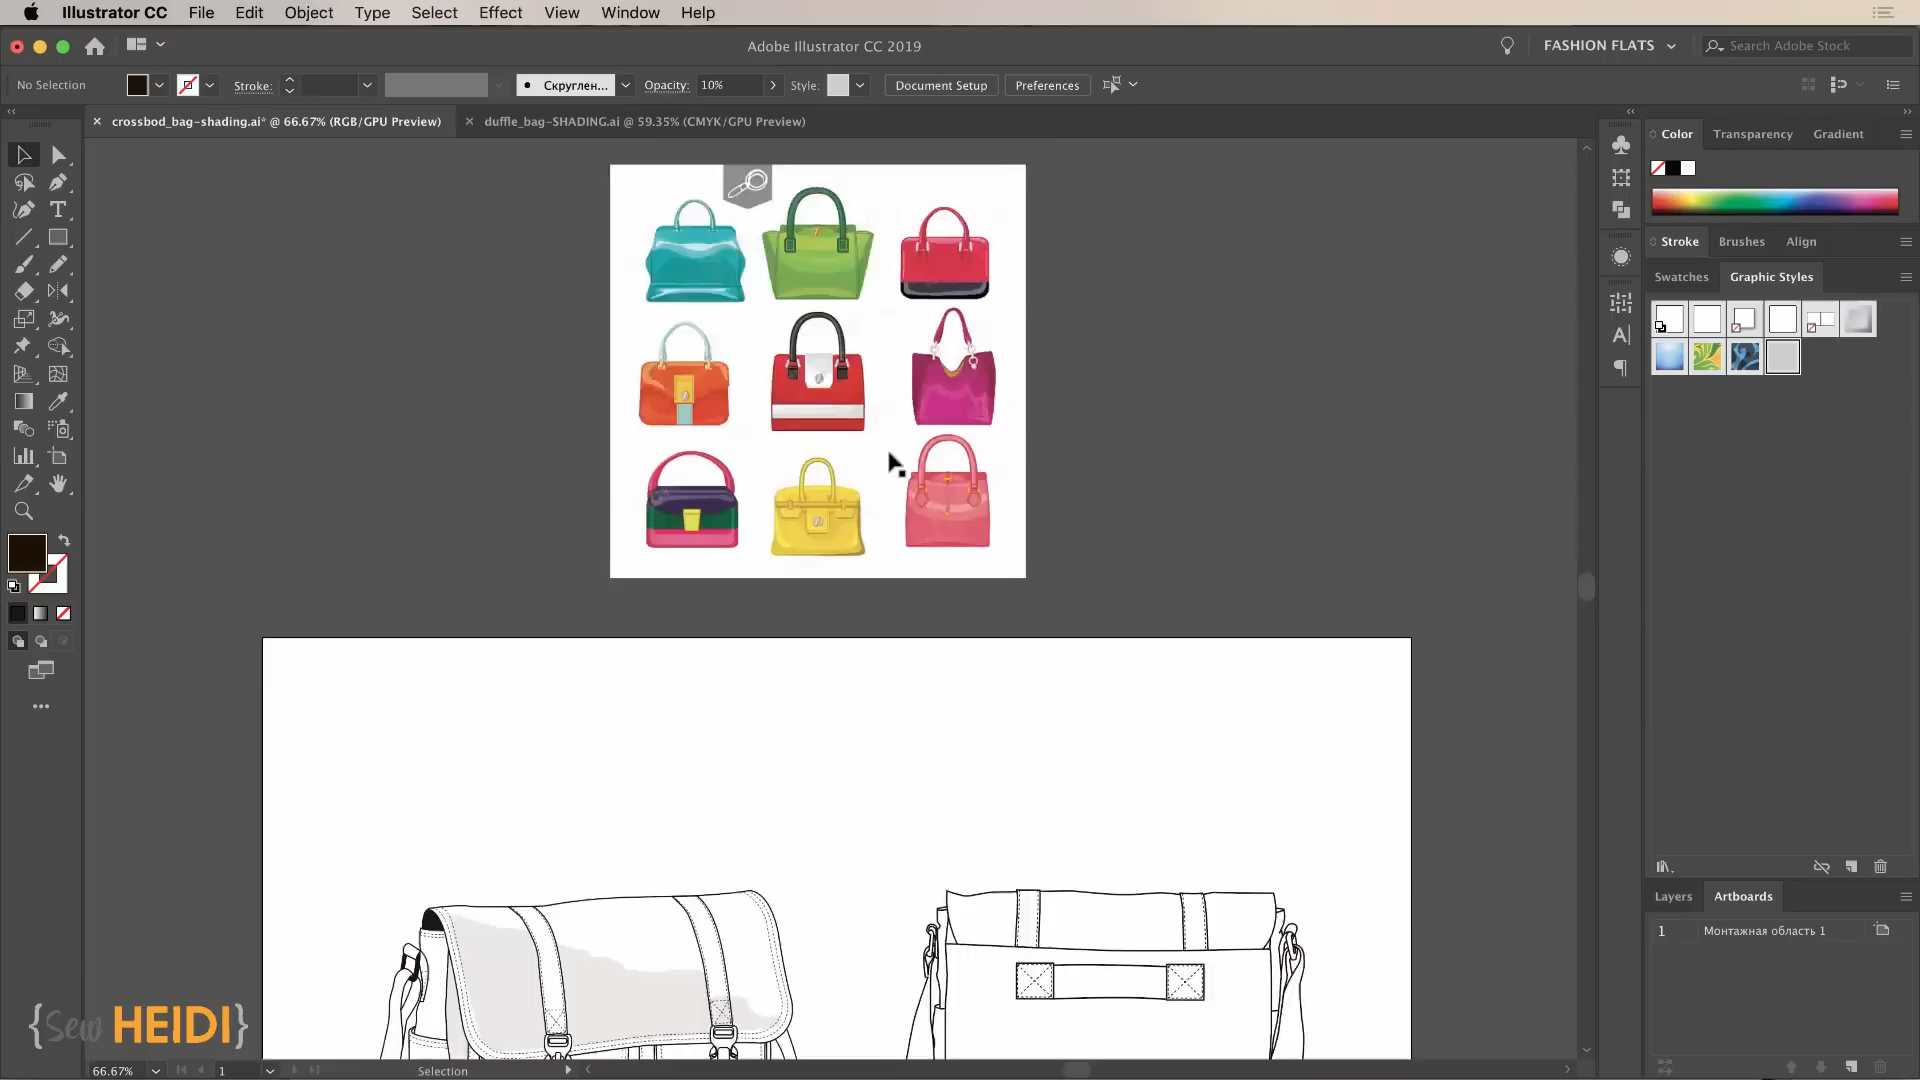 Illustrator CC File Edit Object Type Select Effect View Window Help
Adobe Illustrator CC 2019
FASHION FLATS
Search Adobe Stock
No Selection
Stroke:
Скруглен...
Opacity: 10%
Style:
Document Setup
Preferences
crossbod_bag-shading.ai* @ 66.67% (RGB/GPU Preview)
duffle_bag-SHADING.ai @ 59.35% (CMYK/GPU Preview)
Color Transparency Gradient
Stroke Brushes Align
Swatches Graphic Styles
Layers Artboards
1 Монтажная область 1
{Sew HEIDI}
66.67% 1 Selection